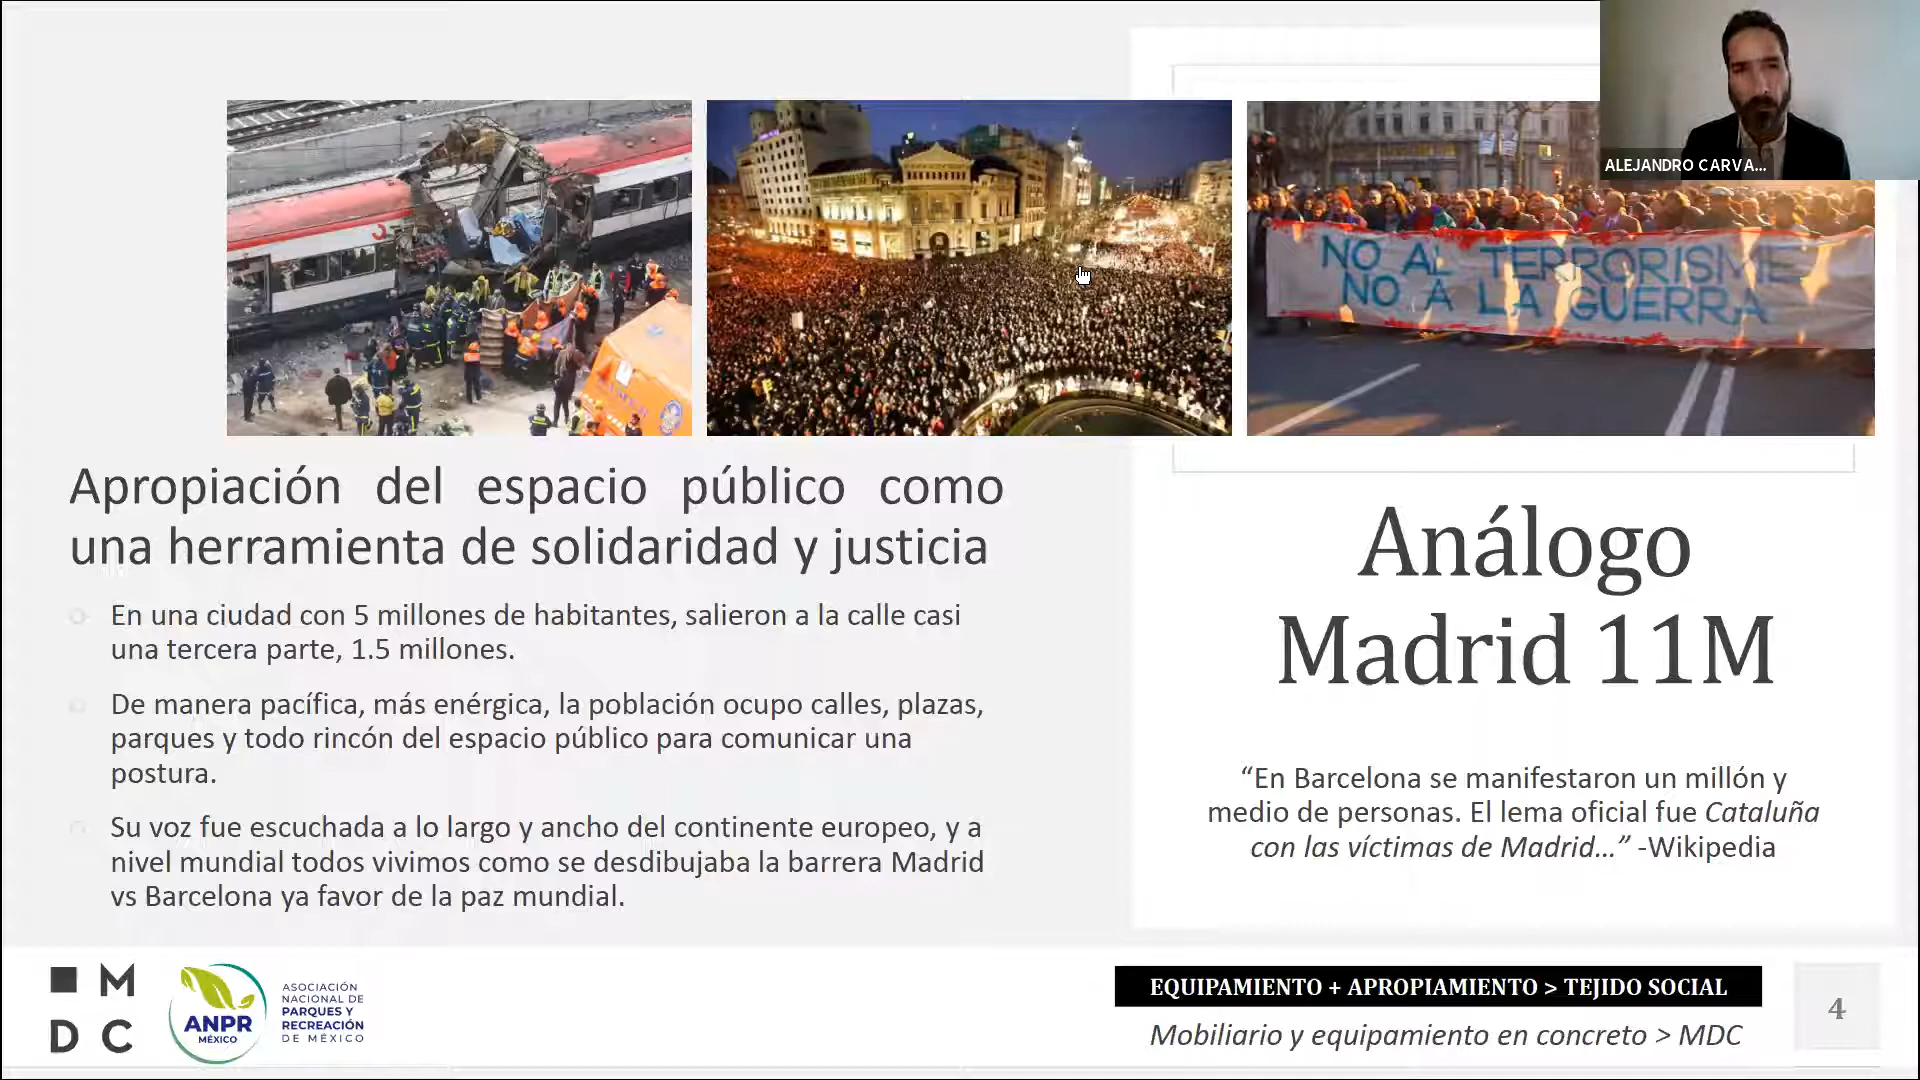 ALEJANDRO CARVA...
NO AL TERRORISME
NO A LA GUERRA
Apropiación del espacio público como
una herramienta de solidaridad y justicia
En una ciudad con 5 millones de habitantes, salieron a la calle casi
una tercera parte, 1.5 millones.
De manera pacífica, más enérgica, la población ocupo calles, plazas,
parques y todo rincón del espacio público para comunicar una
postura.
Su voz fue escuchada a lo largo y ancho del continente europeo, y a
nivel mundial todos vivimos como se desdibujaba la barrera Madrid
vs Barcelona ya favor de la paz mundial.
Análogo
Madrid 11M
“En Barcelona se manifestaron un millón y
medio de personas. El lema oficial fue Cataluña
con las víctimas de Madrid...” -Wikipedia
M
DC
ANPR
MÉXICO
ASOCIACIÓN
NACIONAL DE
PARQUES Y
RECREACIÓN
DE MÉXICO
EQUIPAMIENTO + APROPIAMIENTO > TEJIDO SOCIAL
Mobiliario y equipamiento en concreto > MDC
4